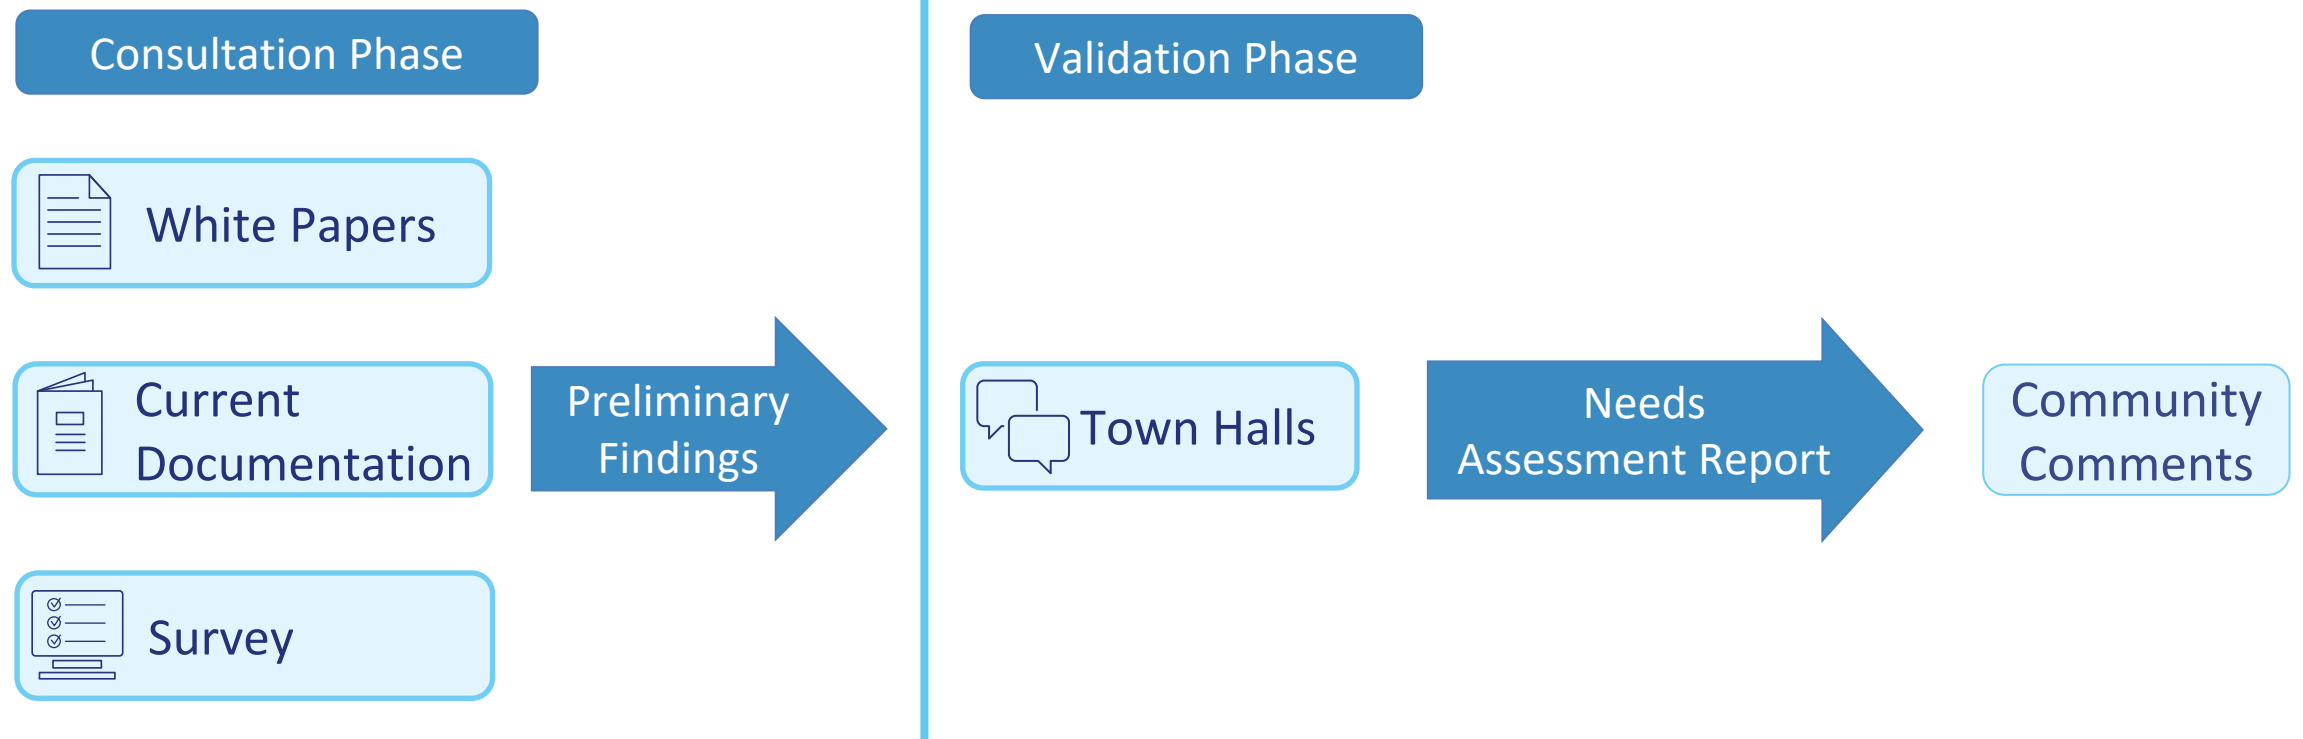 Consultation Phase
White Papers
Current
Documentation
Survey
Preliminary
Findings
Validation Phase
Town Halls
Needs
Assessment Report
Community
Comments